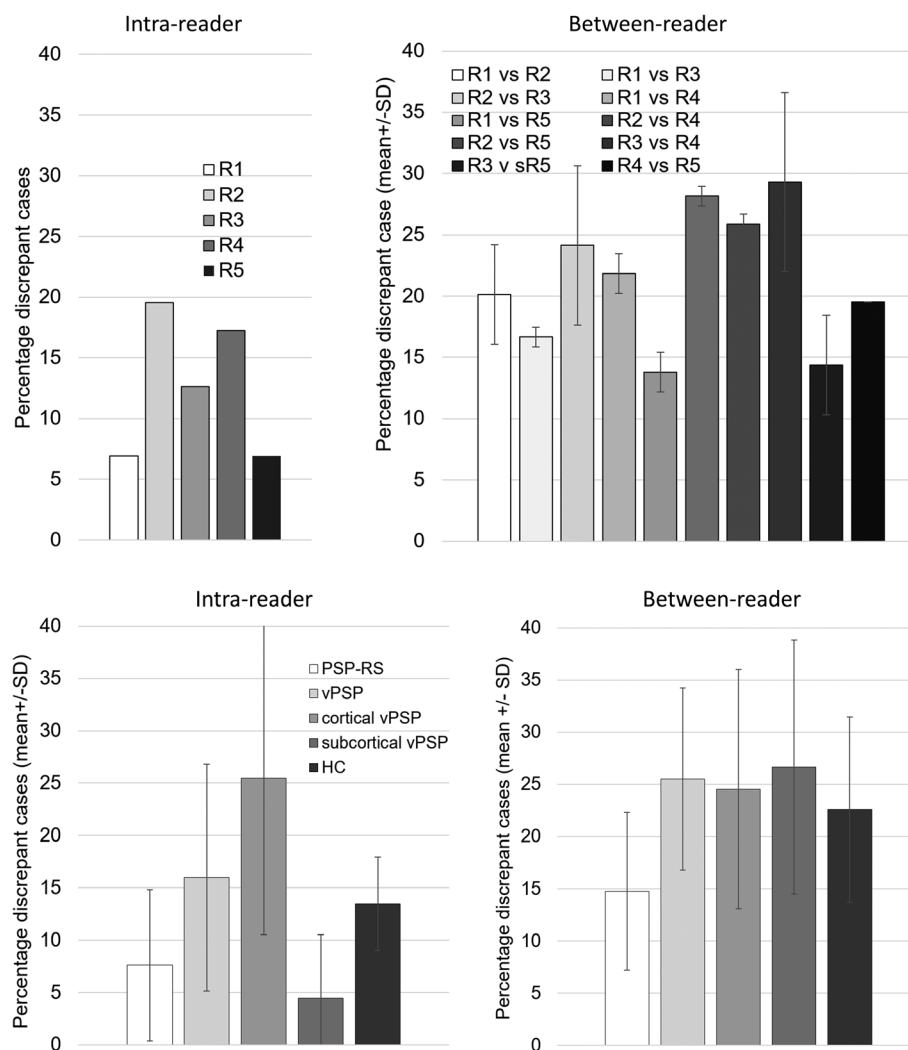 Intra-reader
Percentage discrepant cases
40
35
30
25
20
15
10
5
0
R1
R2
R3
R4
R5
Between-reader
Percentage discrepant case (mean+/-SD)
40
35
30
25
20
15
10
5
0
R1 vs R2
R1 vs R3
R2 vs R3
R1 vs R4
R1 vs R5
R2 vs R4
R2 vs R5
R3 vs R4
R3 v sR5
R4 vs R5
Intra-reader
Percentage discrepant cases (mean+/-SD)
40
35
30
25
20
15
10
5
0
PSP-RS
vPSP
cortical vPSP
subcortical vPSP
HC
Between-reader
Percentage discrepant cases (mean +/- SD)
40
35
30
25
20
15
10
5
0